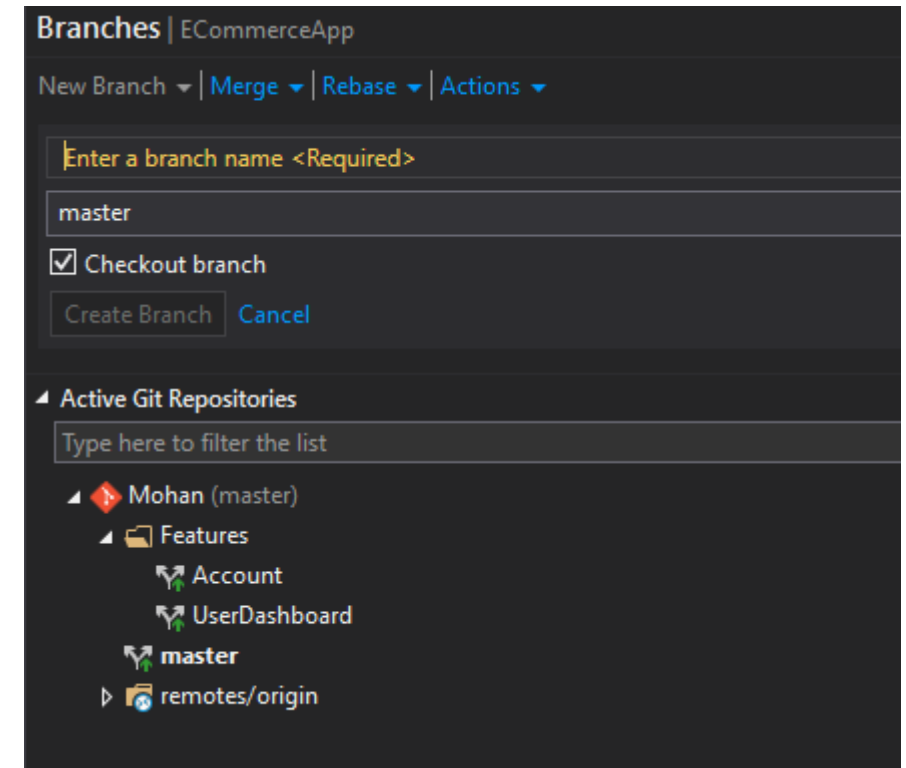 Branches | ECommerceApp
New Branch | Merge | Rebase | Actions
Enter a branch name <Required>
master
Checkout branch
Create Branch Cancel
Active Git Repositories
Type here to filter the list
Mohan (master)
Features
Account
UserDashboard
master
remotes/origin